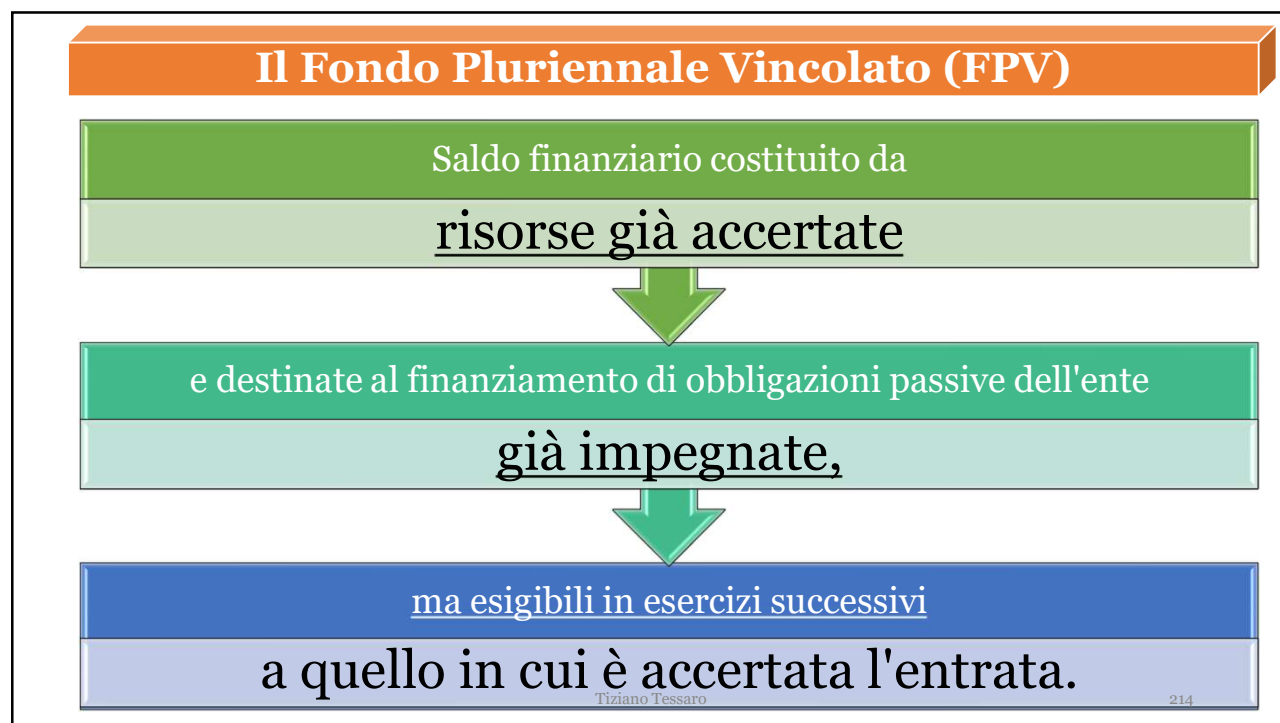 Il Fondo Pluriennale Vincolato (FPV)
Saldo finanziario costituito da
risorse già accertate
e destinate al finanziamento di obbligazioni passive dell'ente
già impegnate,
ma esigibili in esercizi successivi
a quello in cui è accertata l'entrata.
Tiziano Tessaro
214